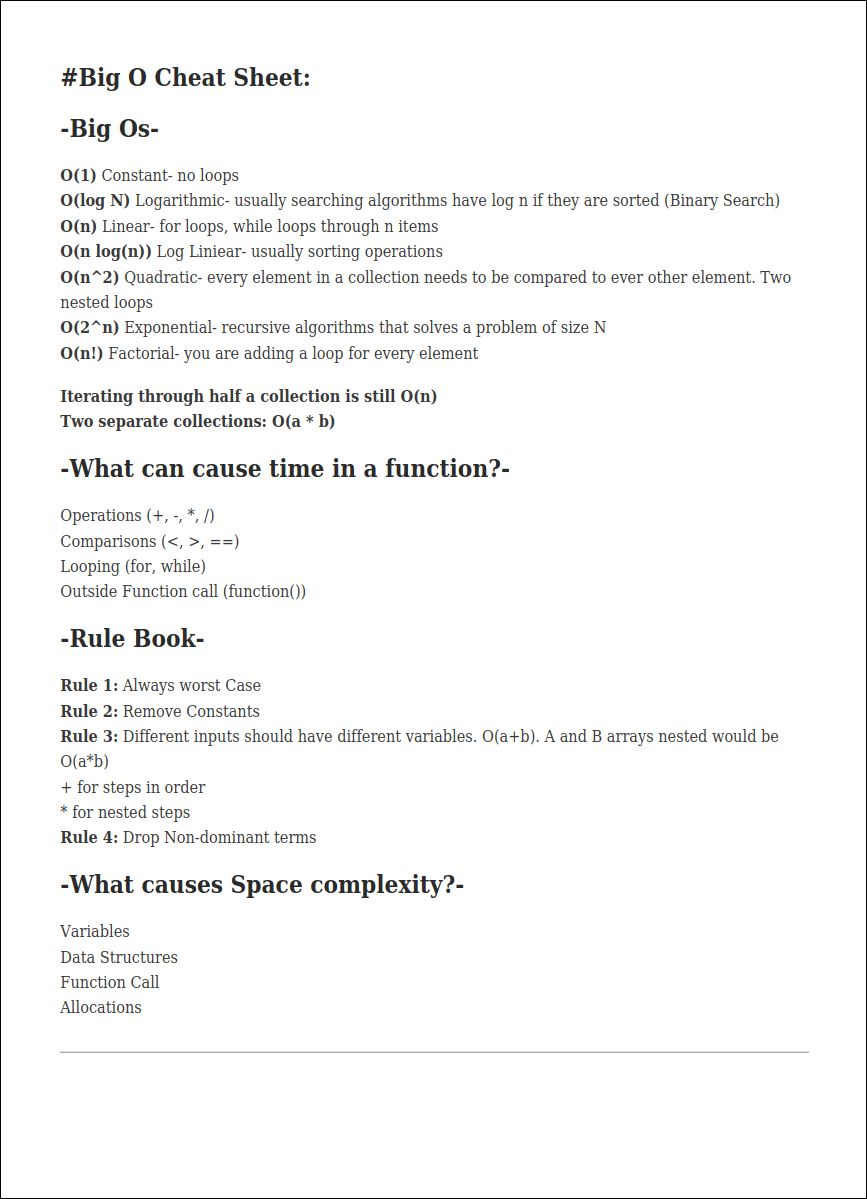 #Big O Cheat Sheet:
-Big Os-
O(1) Constant- no loops
O(log N) Logarithmic- usually searching algorithms have log n if they are sorted (Binary Search)
O(n) Linear- for loops, while loops through n items
O(n log(n)) Log Liniear- usually sorting operations
O(n^2) Quadratic- every element in a collection needs to be compared to ever other element. Two
nested loops
O(2^n) Exponential- recursive algorithms that solves a problem of size N
O(n!) Factorial- you are adding a loop for every element
Iterating through half a collection is still O(n)
Two separate collections: O(a * b)
-What can cause time in a function?-
Operations (+, -, *, /)
Comparisons (<, >, ==)
Looping (for, while)
Outside Function call (function())
-Rule Book-
Rule 1: Always worst Case
Rule 2: Remove Constants
Rule 3: Different inputs should have different variables. O(a+b). A and B arrays nested would be
O(a*b)
+ for steps in order
* for nested steps
Rule 4: Drop Non-dominant terms
-What causes Space complexity?-
Variables
Data Structures
Function Call
Allocations